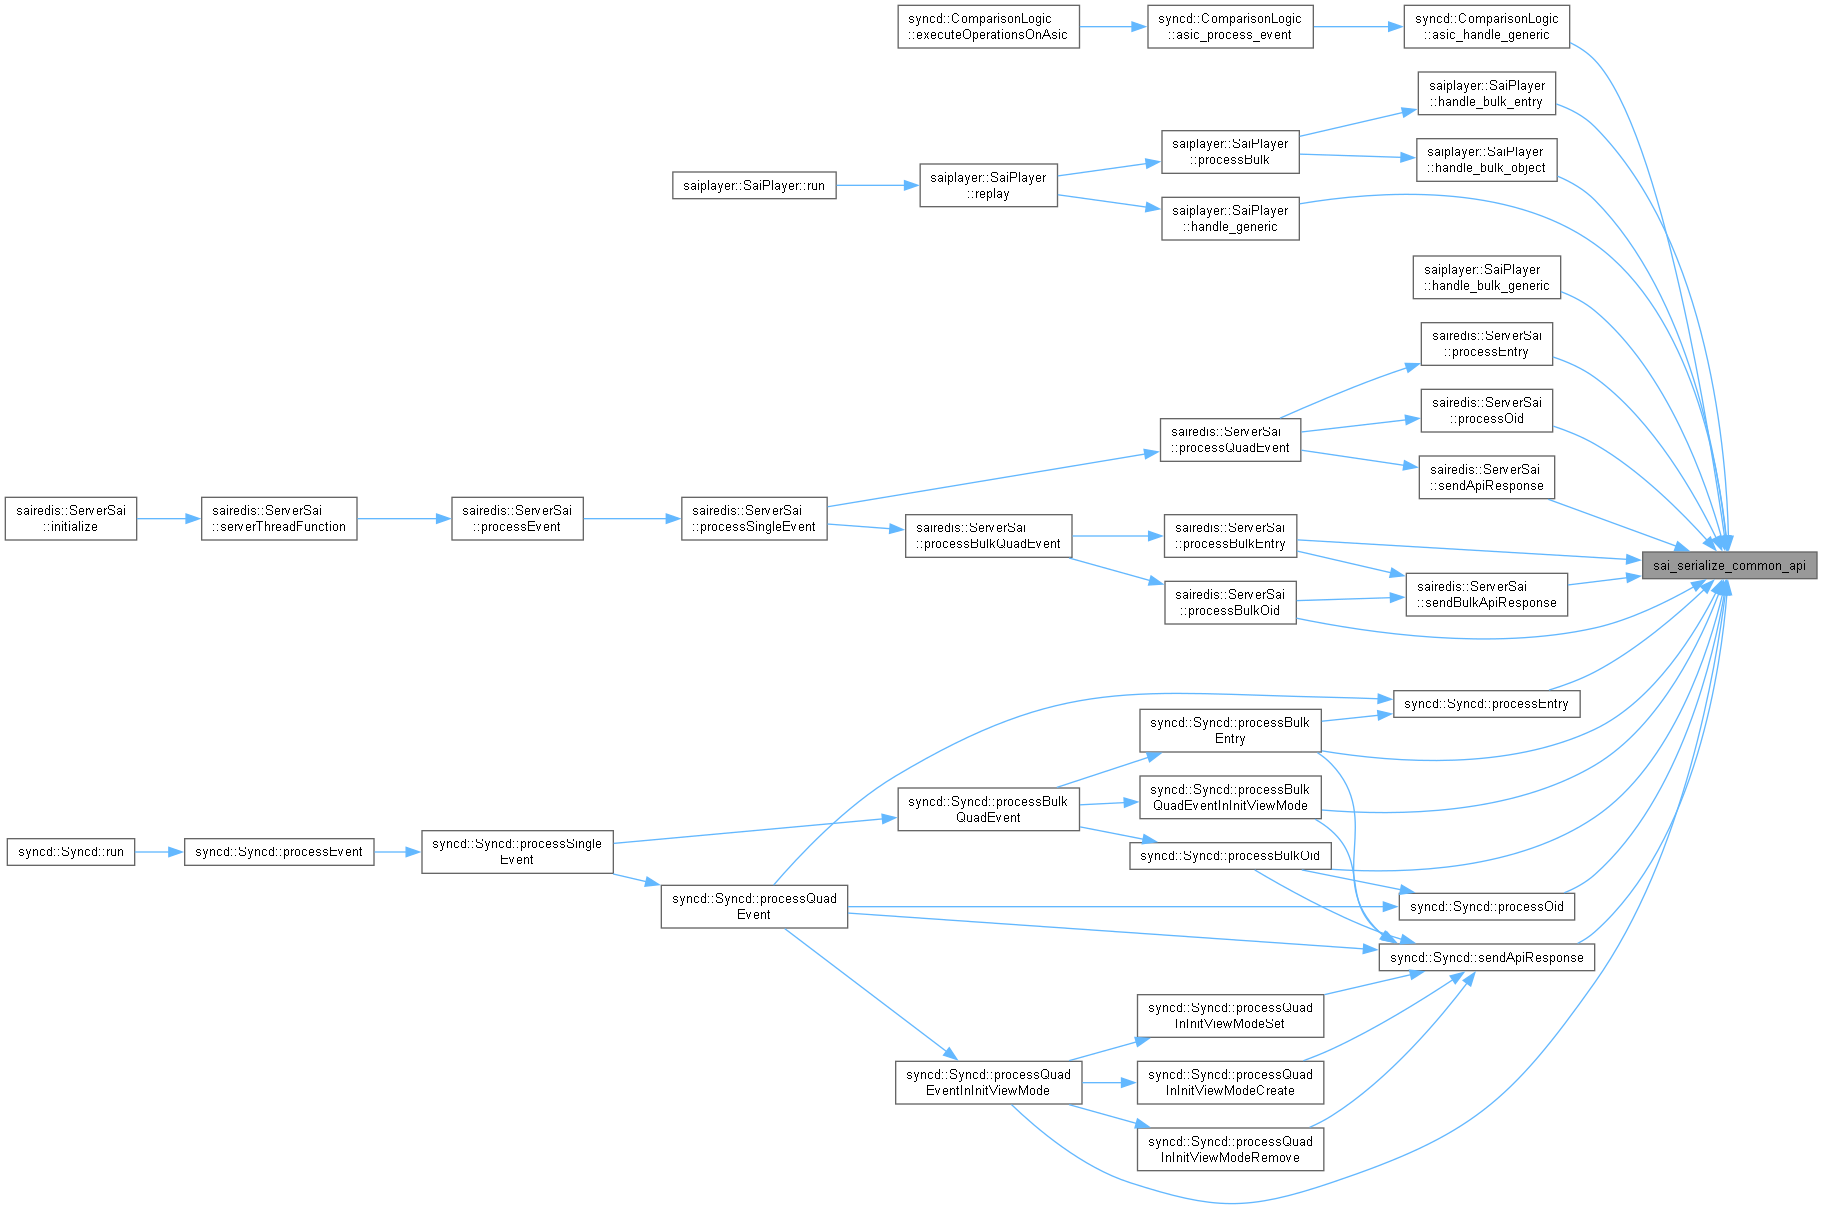 syncd::ComparisonLogic
::executeOperationsOnAsic
syncd::ComparisonLogic
::asic_process_event
syncd::ComparisonLogic
::asic_handle_generic
saiplayer::SaiPlayer
::handle_bulk_entry
saiplayer::SaiPlayer
::processBulk
saiplayer::SaiPlayer
::handle_bulk_object
saiplayer::SaiPlayer::run
saiplayer::SaiPlayer
::replay
saiplayer::SaiPlayer
::handle_generic
saiplayer::SaiPlayer
::handle_bulk_generic
sairedis::ServerSai
::processEntry
sairedis::ServerSai
::processOid
sairedis::ServerSai
::processQuadEvent
sairedis::ServerSai
::sendApiResponse
sairedis::ServerSai
::initialize
sairedis::ServerSai
::serverThreadFunction
sairedis::ServerSai
::processEvent
sairedis::ServerSai
::processSingleEvent
sairedis::ServerSai
::processBulkQuadEvent
sairedis::ServerSai
::processBulkEntry
sai_serialize_common_api
sairedis::ServerSai
::sendBulkApiResponse
sairedis::ServerSai
::processBulkOid
syncd::Syncd::processEntry
syncd::Syncd::processBulk
Entry
syncd::Syncd::processBulk
QuadEventInInitViewMode
syncd::Syncd::processBulk
QuadEvent
syncd::Syncd::run
syncd::Syncd::processEvent
syncd::Syncd::processSingle
Event
syncd::Syncd::processBulkOid
syncd::Syncd::processQuad
Event
syncd::Syncd::processOid
syncd::Syncd::sendApiResponse
syncd::Syncd::processQuad
InInitViewModeSet
syncd::Syncd::processQuad
EventInInitViewMode
syncd::Syncd::processQuad
InInitViewModeCreate
syncd::Syncd::processQuad
InInitViewModeRemove